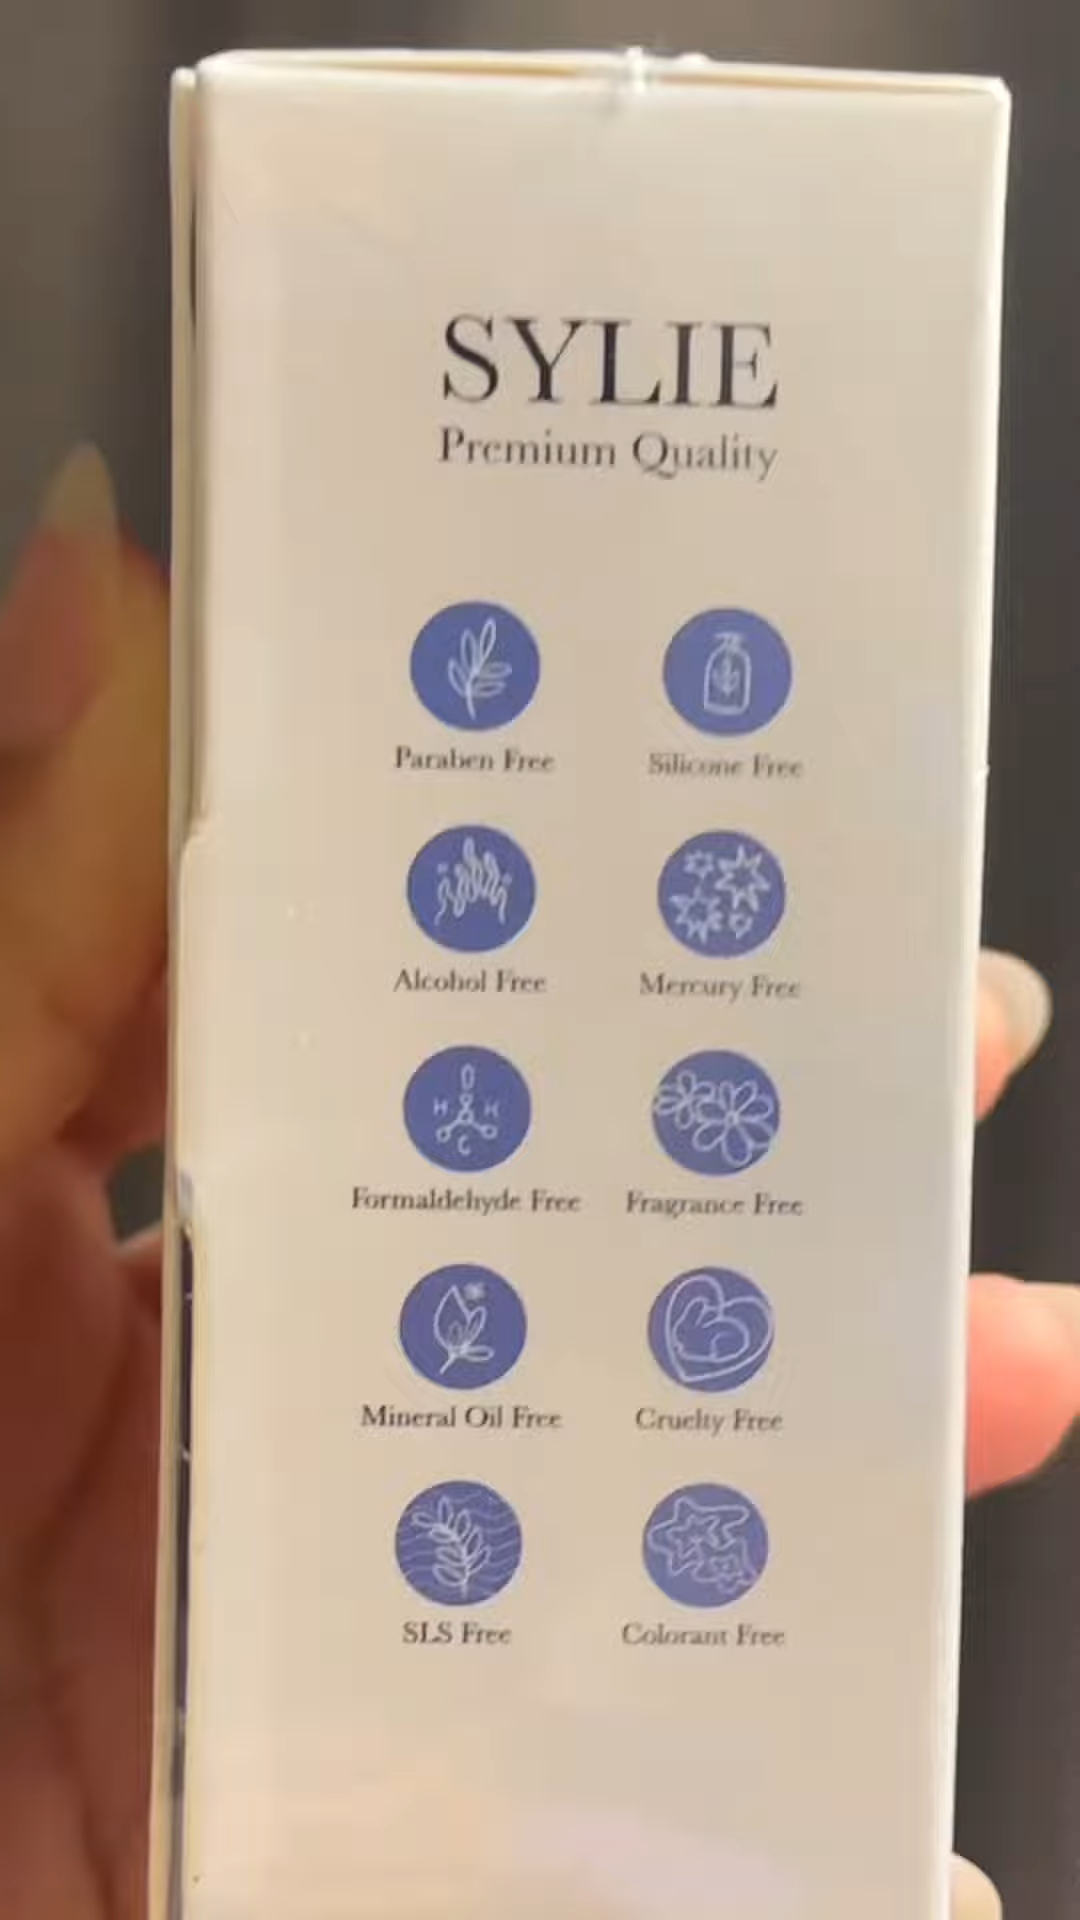 SYLIE
Premium Quality
Paraben Free
Silicone Free
Alcohol Free
Mercury Free
H H
C
Formaldehyde Free
Fragrance Free
Mineral Oil Free
Cruelty Free
SLS Free
Colorant Free